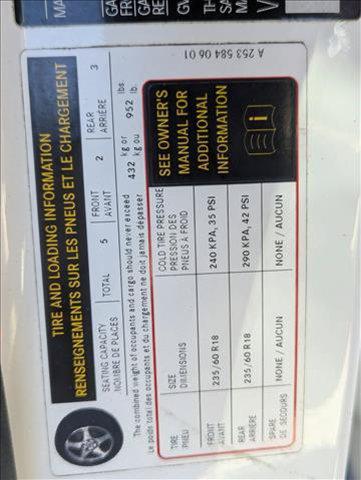 TIRE AND LOADING INFORMATION
RENSEIGNEMENTS SUR LES PNEUS ET LE CHARGEMENT
SEATING CAPACITY
NOMBRE DE PLACES
TOTAL 5
FRONT
AVANT
2
REAR
ARRIÈRE
3
The combined weight of occupants and cargo should never exceed
Le poids total des occupants et du chargement ne doit jamais dépasser
432 kg or
kg ou
952 lbs.
lb.
TIRE
PNEU
SIZE
DIMENSIONS
COLD TIRE PRESSURE
PRESSION DES
PNEUS À FROID
FRONT
AVANT
235/60 R18
240 KPA, 35 PSI
REAR
ARRIÈRE
235/60 R18
290 KPA, 42 PSI
SPARE
DE SECOURS
NONE / AUCUN
NONE / AUCUN
SEE OWNER'S
MANUAL FOR
ADDITIONAL
INFORMATION
A 253 584 06 01